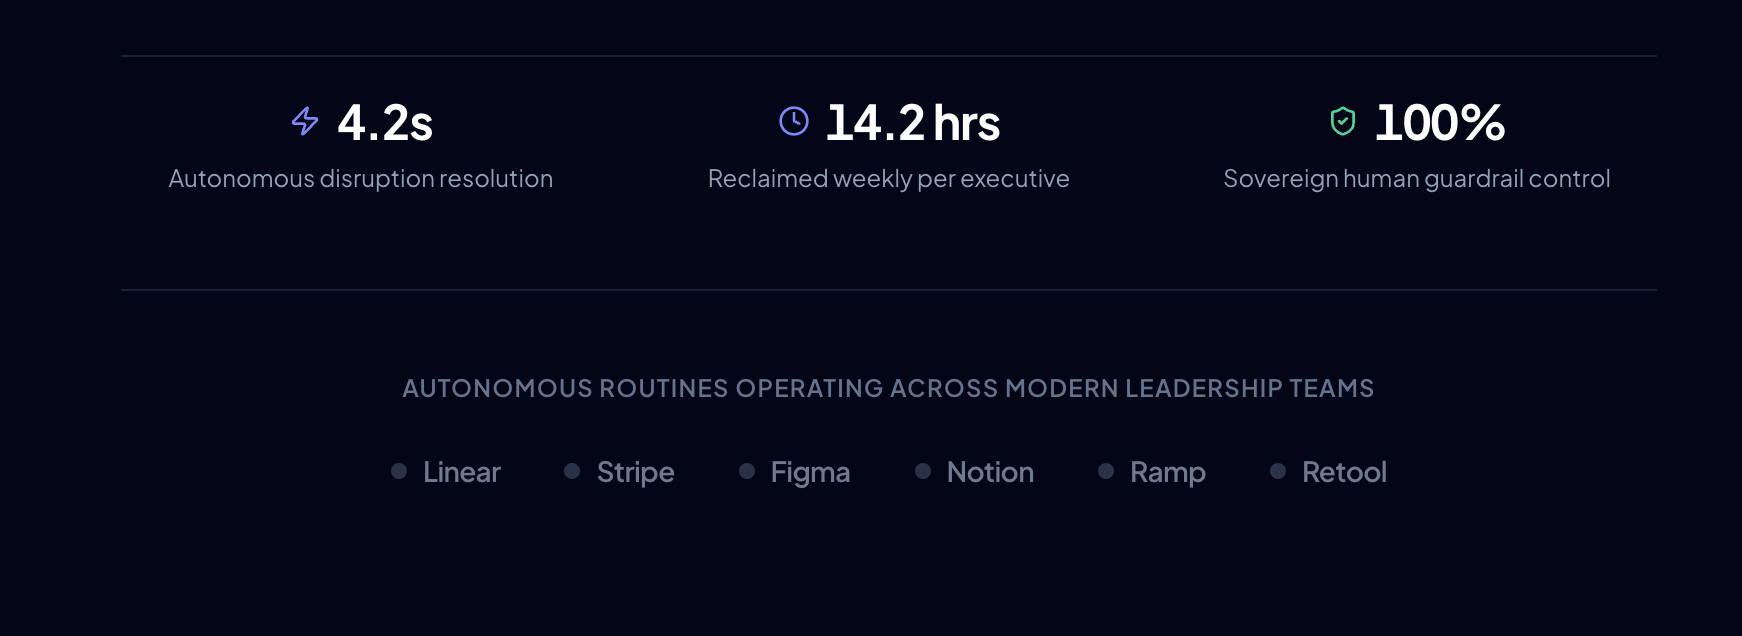 4.2s
Autonomous disruption resolution
14.2 hrs
Reclaimed weekly per executive
100%
Sovereign human guardrail control
AUTONOMOUS ROUTINES OPERATING ACROSS MODERN LEADERSHIP TEAMS
Linear
Stripe
Figma
Notion
Ramp
Retool